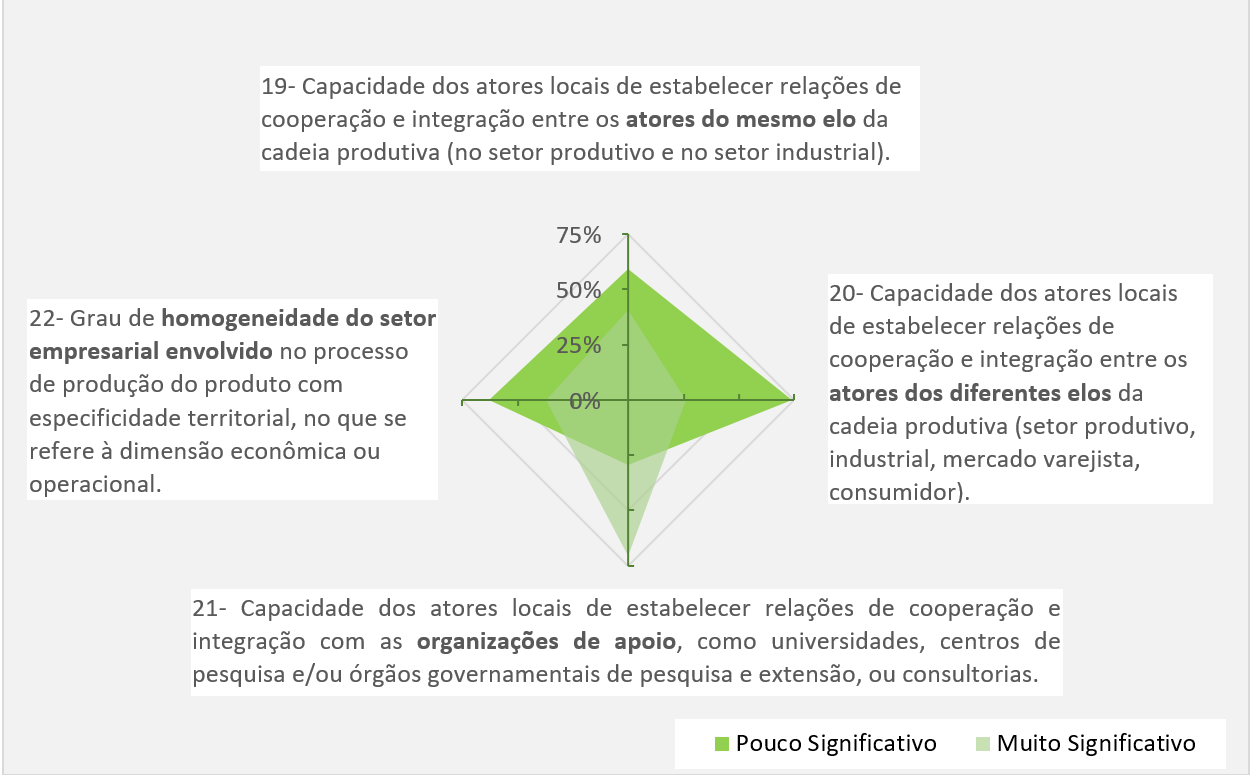 19- Capacidade dos atores locais de estabelecer relações de
cooperação e integração entre os atores do mesmo elo da
cadeia produtiva (no setor produtivo e no setor industrial).
75%
50%
25%
0%
22- Grau de homogeneidade do setor
empresarial envolvido no processo
de produção do produto com
especificidade territorial, no que se
refere à dimensão econômica ou
operacional.
20- Capacidade dos atores locais
de estabelecer relações de
cooperação e integração entre os
atores dos diferentes elos da
cadeia produtiva (setor produtivo,
industrial, mercado varejista,
consumidor).
21- Capacidade dos atores locais de estabelecer relações de cooperação e
integração com as organizações de apoio, como universidades, centros de
pesquisa e/ou órgãos governamentais de pesquisa e extensão, ou consultorias.
Pouco Significativo
Muito Significativo